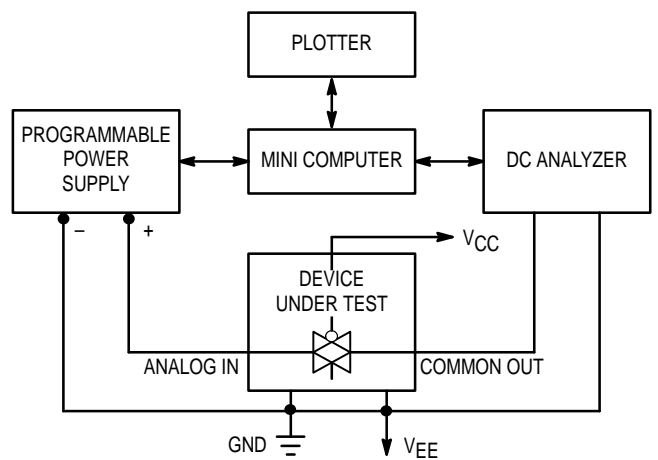 PLOTTER
PROGRAMMABLE
POWER
SUPPLY
MINI COMPUTER
DC ANALYZER
– +
VCC
DEVICE
UNDER TEST
ANALOG IN
COMMON OUT
GND
VEE